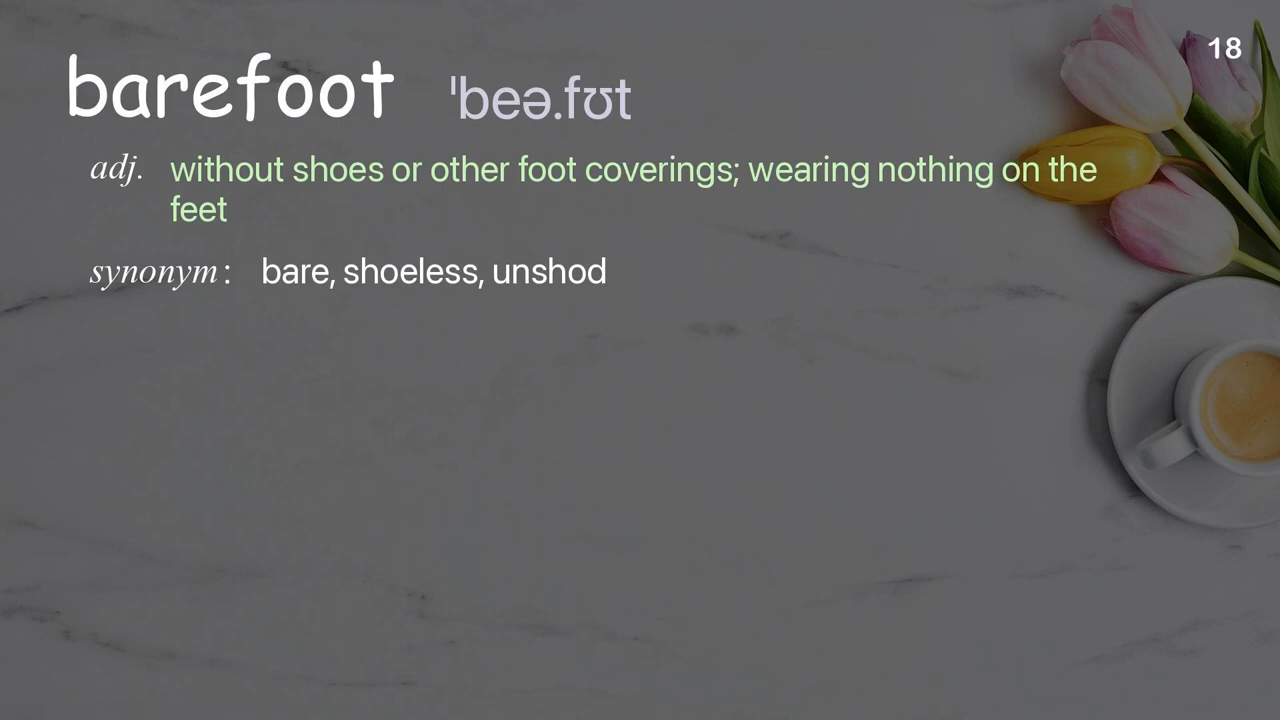 18
barefoot ˈbeə.fʊt
adj. without shoes or other foot coverings; wearing nothing on the
feet
synonym: bare, shoeless, unshod